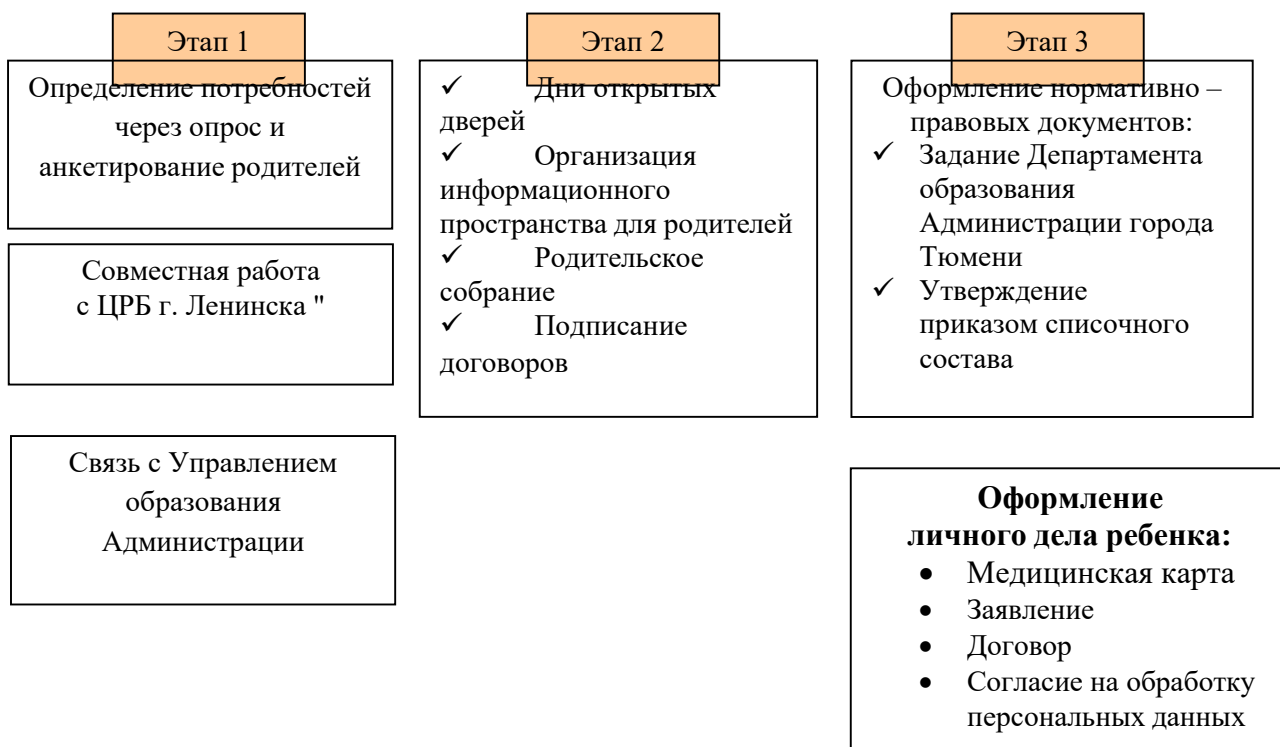 Этап 1
Определение потребностей
через опрос и
анкетирование родителей
Совместная работа
с ЦРБ г. Ленинска "
Связь с Управлением
образования
Администрации
Этап 2
✓ Дни открытых
дверей
✓ Организация
информационного
пространства для родителей
✓ Родительское
собрание
✓ Подписание
договоров
Этап 3
Оформление нормативно –
правовых документов:
✓ Задание Департамента
образования
Администрации города
Тюмени
✓ Утверждение
приказом списочного
состава
Оформление
личного дела ребенка:
• Медицинская карта
• Заявление
• Договор
• Согласие на обработку
персональных данных